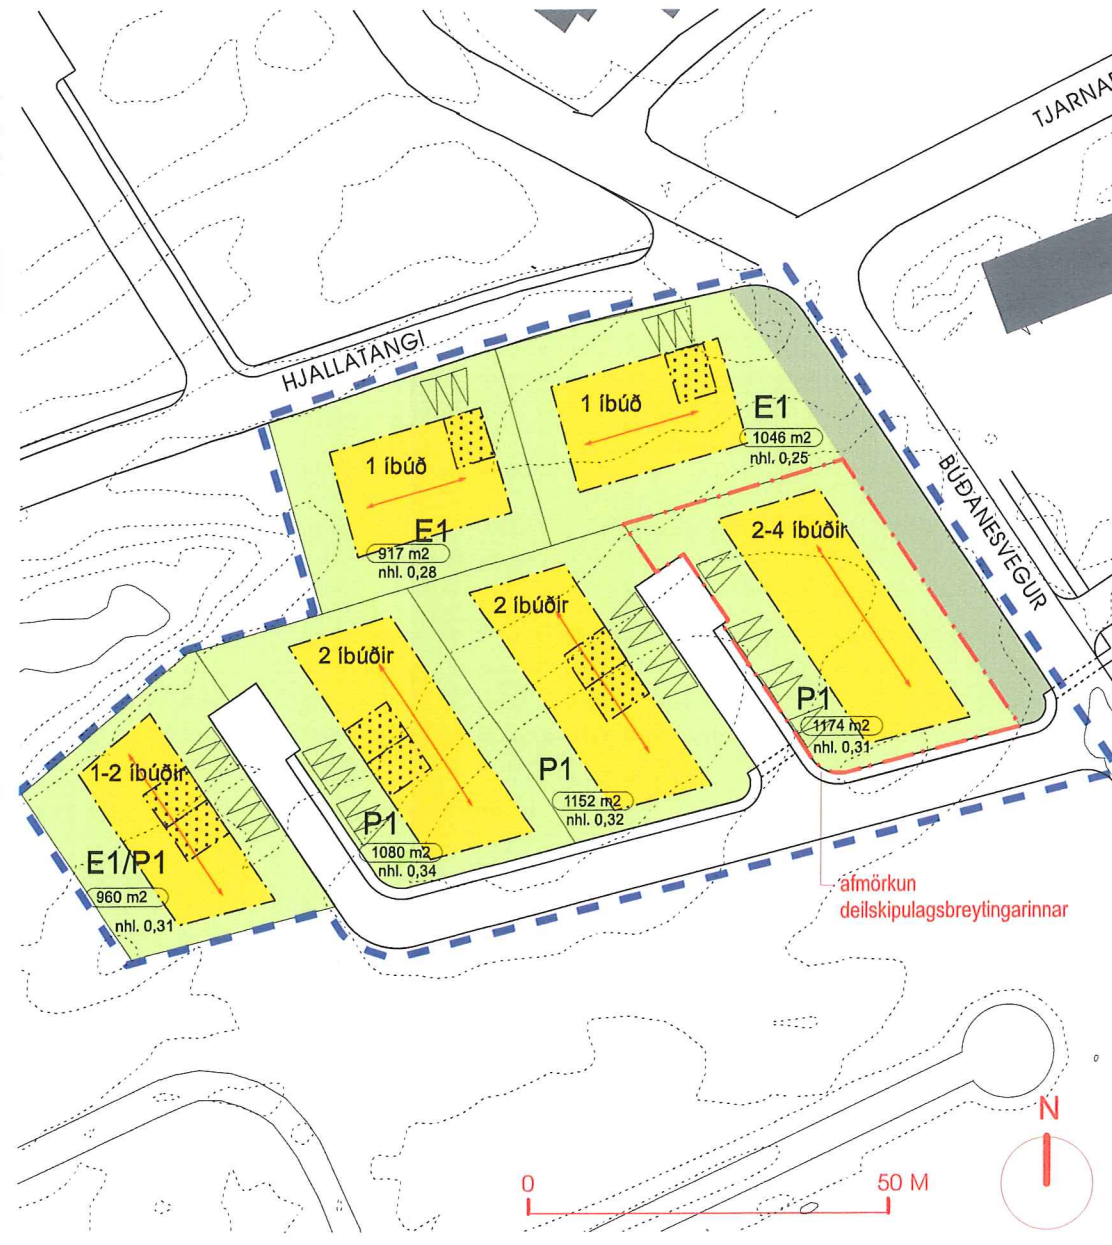 TJARNAR
HJALLATANGI
1 íbúð
E1
1046 m2
nhl. 0,25
1 íbúð
E1
917 m2
nhl. 0,28
BÚÐANESVEGUR
2-4 íbúðir
P1
1174 m2
nhl. 0,31
2 íbúðir
P1
1152 m2
nhl. 0,32
2 íbúðir
P1
1080 m2
nhl. 0,34
1-2 íbúðir
E1/P1
960 m2
nhl. 0,31
afmörkun
deilskipulagsbreytingarinnar
N
0
50 M